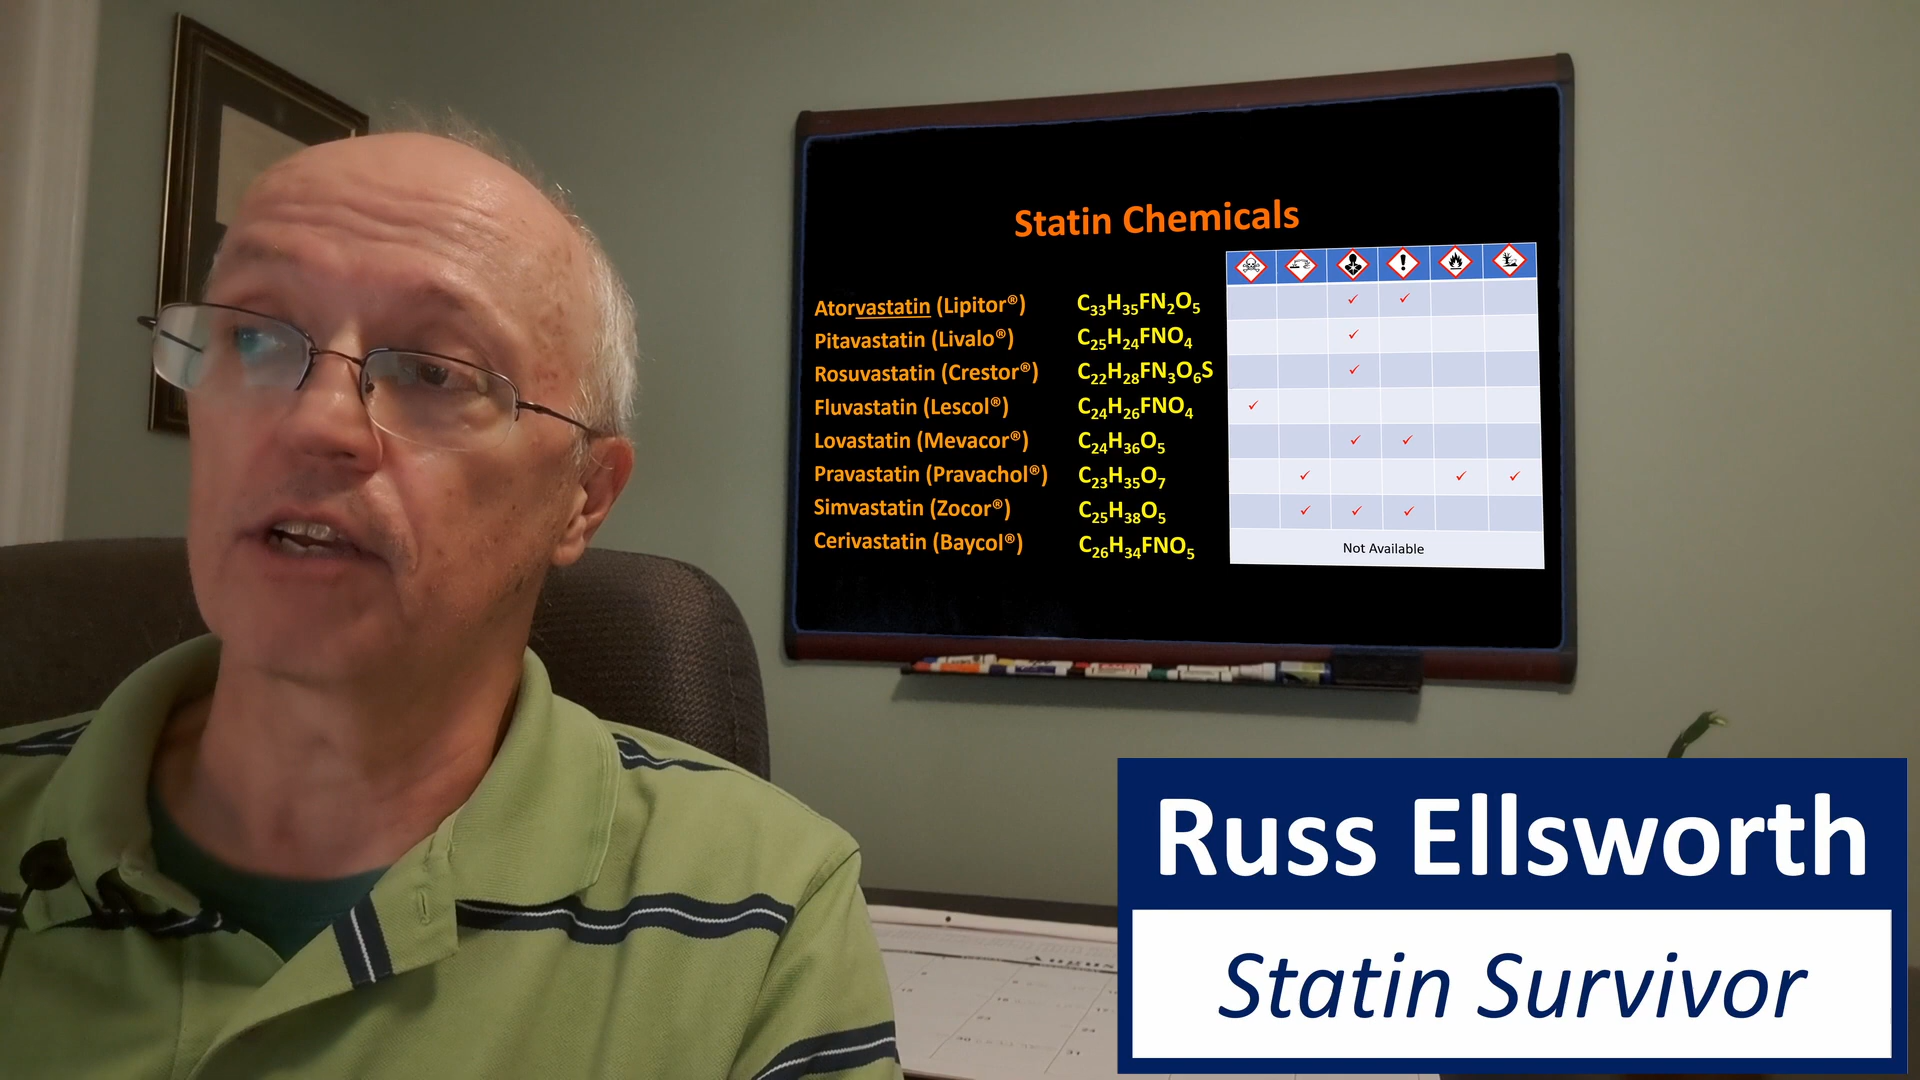 Statin Chemicals
Atorvastatin (Lipitor®) C₃₃H₃₅FN₂O₅ ✓ ✓
Pitavastatin (Livalo®) C₂₅H₂₄FNO₄ ✓
Rosuvastatin (Crestor®) C₂₂H₂₈FN₃O₆S ✓
Fluvastatin (Lescol®) C₂₄H₂₆FNO₄ ✓
Lovastatin (Mevacor®) C₂₄H₃₆O₅ ✓ ✓
Pravastatin (Pravachol®) C₂₃H₃₅O₇ ✓ ✓ ✓
Simvastatin (Zocor®) C₂₅H₃₈O₅ ✓ ✓ ✓
Cerivastatin (Baycol®) C₂₆H₃₄FNO₅ Not Available
Russ Ellsworth
Statin Survivor